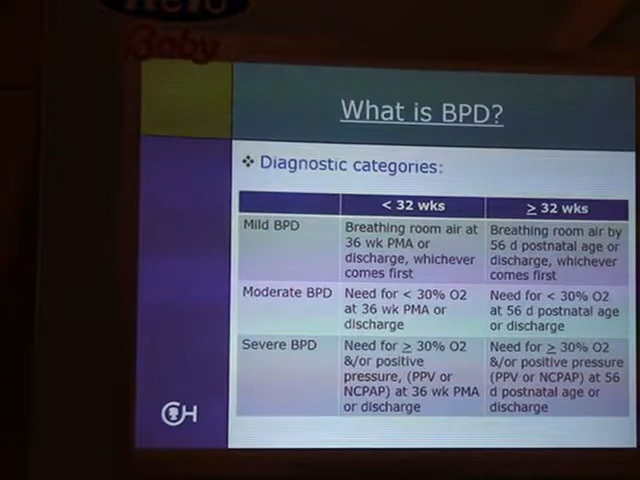 Hero
Baby
What is BPD?
❖ Diagnostic categories:
< 32 wks
≥ 32 wks
Mild BPD
Breathing room air at
36 wk PMA or
discharge, whichever
comes first
Breathing room air by
56 d postnatal age or
discharge, whichever
comes first
Moderate BPD
Need for < 30% O2
at 36 wk PMA or
discharge
Need for < 30% O2
at 56 d postnatal age
or discharge
Severe BPD
Need for ≥ 30% O2
&/or positive
pressure, (PPV or
NCPAP) at 36 wk PMA
or discharge
Need for ≥ 30% O2
&/or positive pressure
(PPV or NCPAP) at 56
d postnatal age or
discharge
CH